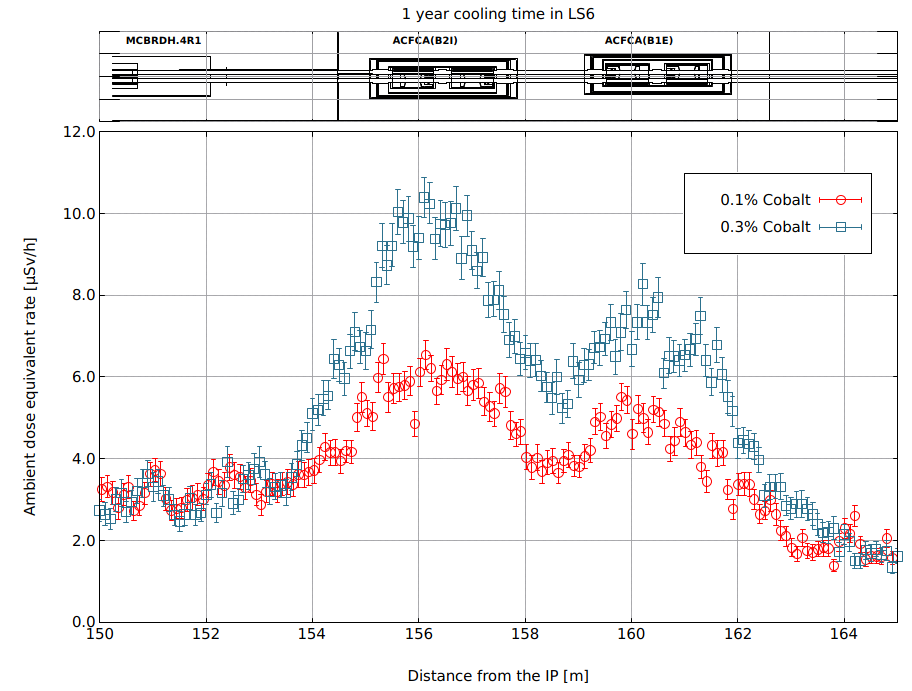 1 year cooling time in LS6
MCBRDH.4R1 ACFCA(B2I) ACFCA(B1E)
12.0
10.0
8.0
6.0
4.0
2.0
0.0
Ambient dose equivalent rate [μSv/h]
0.1% Cobalt
0.3% Cobalt
150 152 154 156 158 160 162 164
Distance from the IP [m]